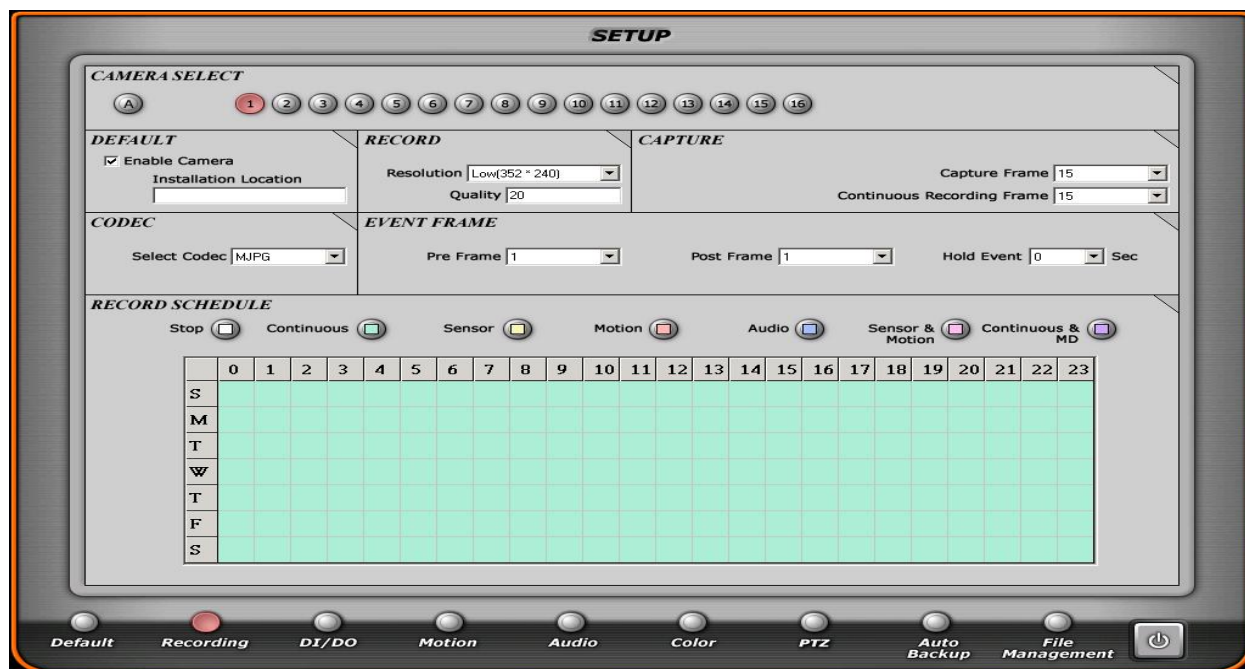 SETUP
CAMERA SELECT
A 1 2 3 4 5 6 7 8 9 10 11 12 13 14 15 16
DEFAULT
Enable Camera
Installation Location
RECORD
Resolution Low(352 * 240)
Quality 20
CAPTURE
Capture Frame 15
Continuous Recording Frame 15
CODEC
Select Codec MJPG
EVENT FRAME
Pre Frame 1 Post Frame 1 Hold Event 0 Sec
RECORD SCHEDULE
Stop Continuous Sensor Motion Audio Sensor & Motion Continuous & MD
0 1 2 3 4 5 6 7 8 9 10 11 12 13 14 15 16 17 18 19 20 21 22 23
S
M
T
W
T
F
S
Default Recording DI/DO Motion Audio Color PTZ Auto Backup File Management